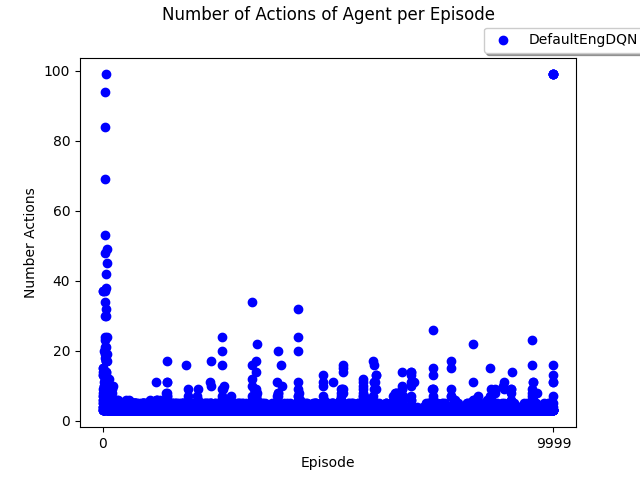 Number of Actions of Agent per Episode
DefaultEngDQN
100
80
60
40
20
0
Number Actions
0 9999
Episode